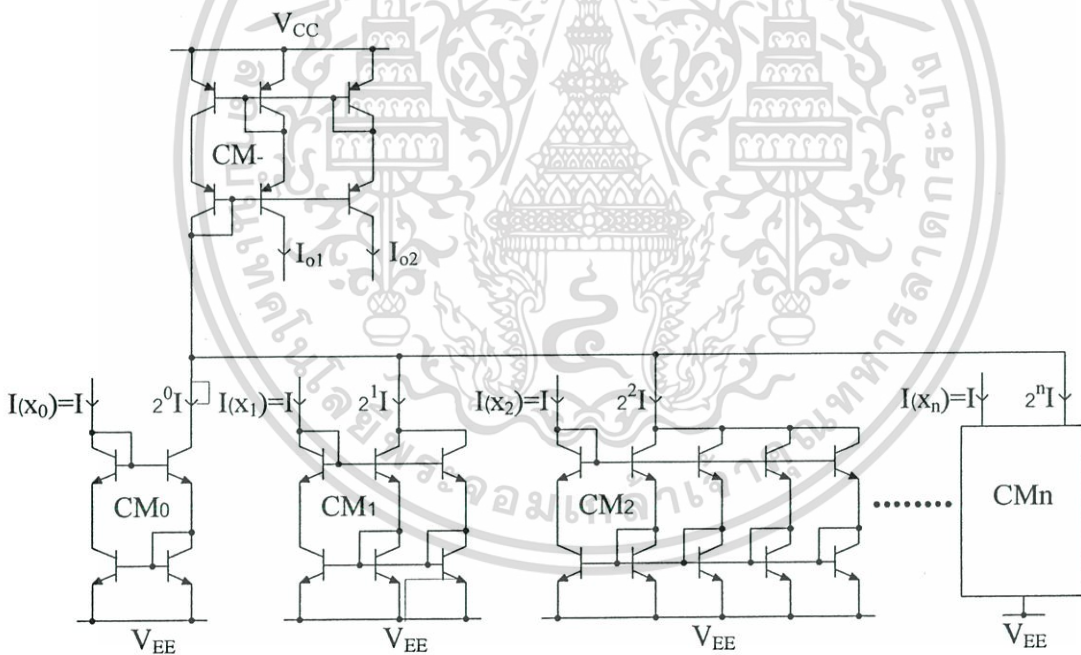 V_CC
CM-
I_o1 I_o2
I(x_0)=I 2^0I I(x_1)=I 2^1I I(x_2)=I 2^2I I(x_n)=I 2^nI
CM_0 CM_1 CM_2 ........ CMn
V_EE V_EE V_EE V_EE